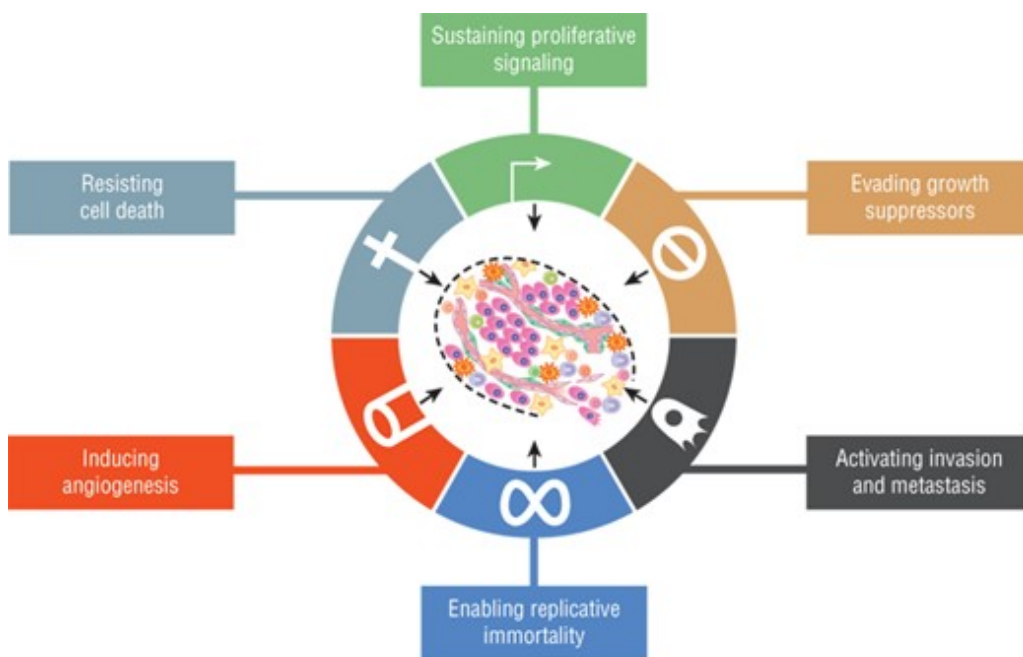 Sustaining proliferative
signaling
Resisting
cell death
Evading growth
suppressors
Inducing
angiogenesis
Activating invasion
and metastasis
Enabling replicative
immortality